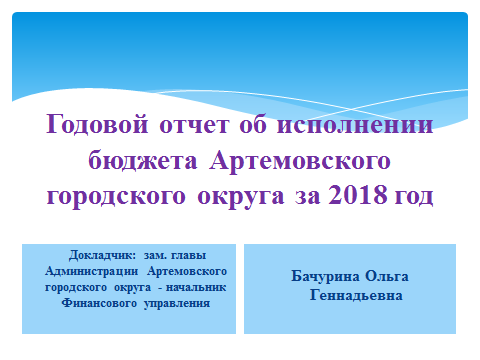 Годовой отчет об исполнении
бюджета Артемовского
городского округа за 2018 год
Докладчик: зам. главы
Администрации Артемовского
городского округа - начальник
Финансового управления
Бачурина Ольга
Геннадьевна